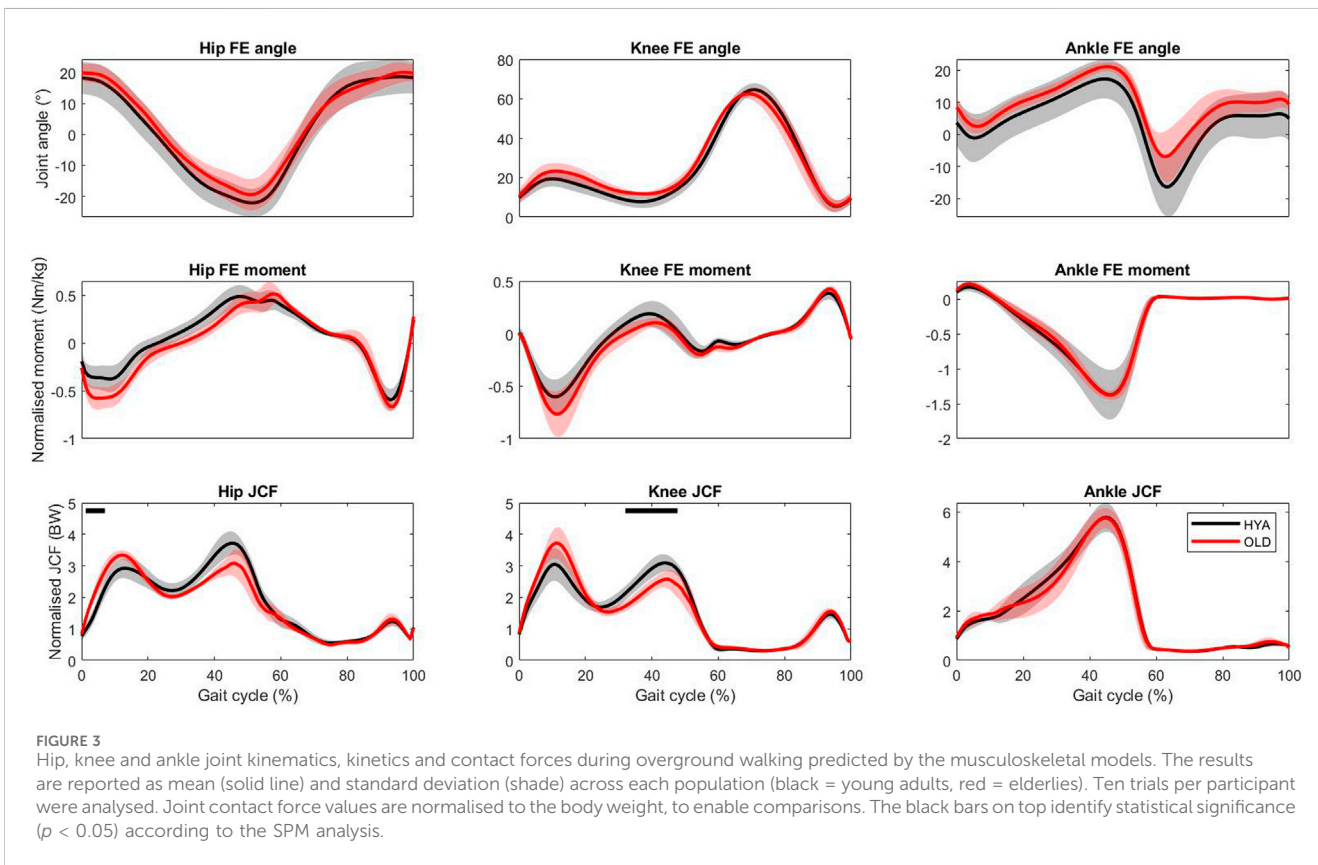 Hip FE angle
Knee FE angle
Ankle FE angle
Joint angle (°)
20
10
0
-10
-20
80
60
40
20
0
20
10
0
-10
-20
Hip FE moment
Knee FE moment
Ankle FE moment
Normalised moment (Nm/kg)
0.5
0
-0.5
-1
0.5
0
-0.5
-1
0
-0.5
-1
-1.5
-2
Hip JCF
Knee JCF
Ankle JCF
Normalised JCF (BW)
5
4
3
2
1
0
5
4
3
2
1
0
6
4
2
0
HYA
OLD
0 20 40 60 80 100
0 20 40 60 80 100
0 20 40 60 80 100
Gait cycle (%)
Gait cycle (%)
Gait cycle (%)
FIGURE 3
Hip, knee and ankle joint kinematics, kinetics and contact forces during overground walking predicted by the musculoskeletal models. The results
are reported as mean (solid line) and standard deviation (shade) across each population (black = young adults, red = elderlies). Ten trials per participant
were analysed. Joint contact force values are normalised to the body weight, to enable comparisons. The black bars on top identify statistical significance
(p < 0.05) according to the SPM analysis.